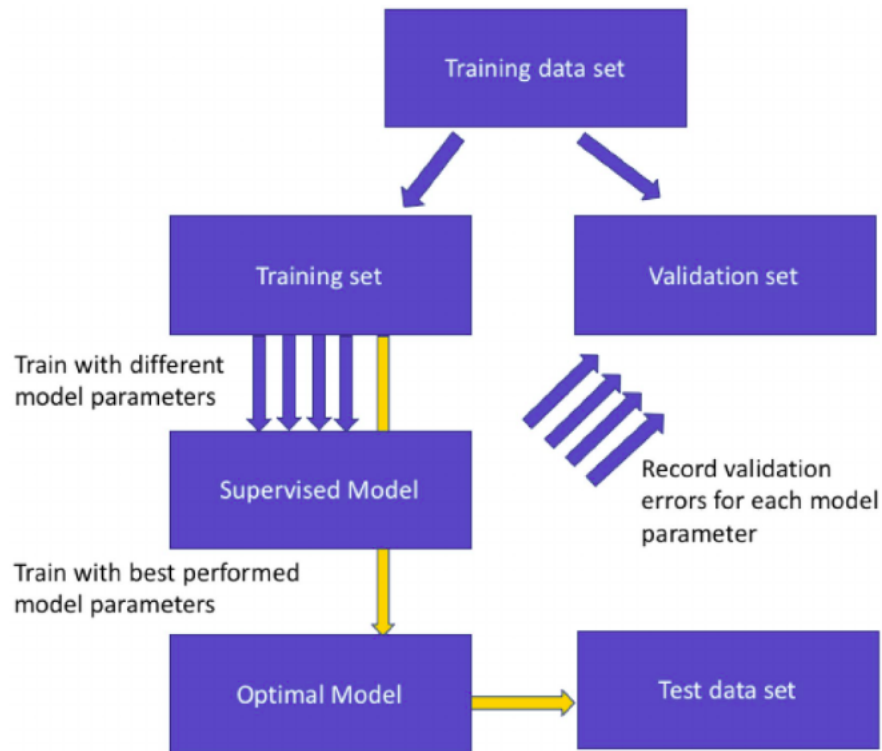 Training data set
Training set
Validation set
Train with different
model parameters
Supervised Model
Record validation
errors for each model
parameter
Train with best performed
model parameters
Optimal Model
Test data set